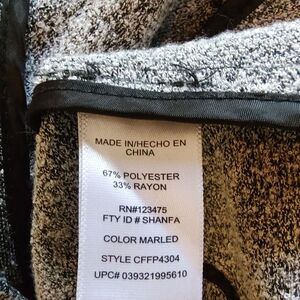 MADE IN/HECHO EN
CHINA
67% POLYESTER
33% RAYON
RN#123475
FTY ID # SHANFA
COLOR MARLED
STYLE CFFP4304
UPC# 039321995610